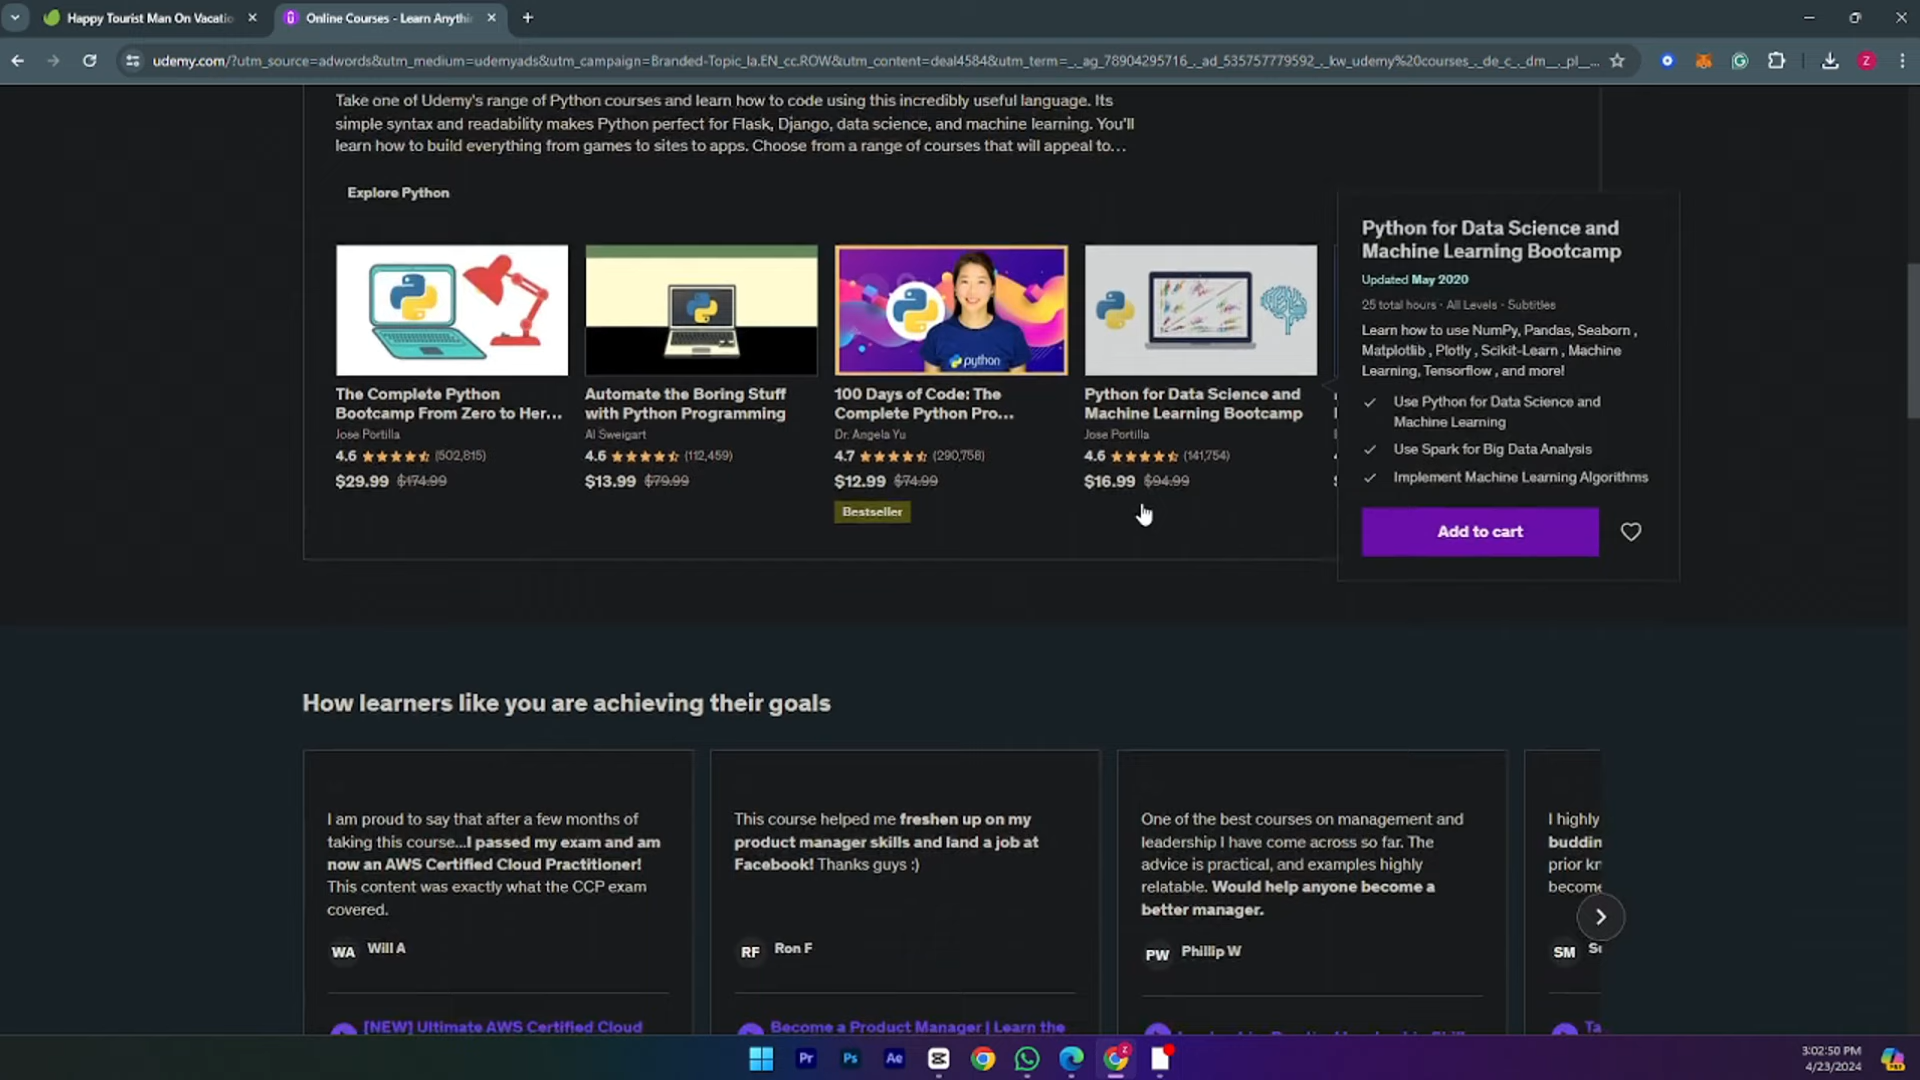 Happy Tourist Man On Vacatio
Online Courses - Learn Anythi
udemy.com/?utm_source=adwords&utm_medium=udemyads&utm_campaign=Branded-Topic_la.EN_cc.ROW&utm_content=deal4584&utm_term=_._ag_78904295716_._ad_535757779592_._kw_udemy%20courses_._de_c_._dm__._pl__...
Take one of Udemy's range of Python courses and learn how to code using this incredibly useful language. Its
simple syntax and readability makes Python perfect for Flask, Django, data science, and machine learning. You'll
learn how to build everything from games to sites to apps. Choose from a range of courses that will appeal to...
Explore Python
python
The Complete Python
Bootcamp From Zero to Her...
Jose Portilla
4.6 (502,815)
$29.99 $174.99
Automate the Boring Stuff
with Python Programming
Al Sweigart
4.6 (112,459)
$13.99 $79.99
100 Days of Code: The
Complete Python Pro...
Dr. Angela Yu
4.7 (290,758)
$12.99 $74.99
Bestseller
Python for Data Science and
Machine Learning Bootcamp
Jose Portilla
4.6 (141,754)
$16.99 $94.99
Python for Data Science and
Machine Learning Bootcamp
Updated May 2020
25 total hours · All Levels · Subtitles
Learn how to use NumPy, Pandas, Seaborn ,
Matplotlib , Plotly , Scikit-Learn , Machine
Learning, Tensorflow , and more!
Use Python for Data Science and
Machine Learning
Use Spark for Big Data Analysis
Implement Machine Learning Algorithms
Add to cart
How learners like you are achieving their goals
I am proud to say that after a few months of
taking this course...I passed my exam and am
now an AWS Certified Cloud Practitioner!
This content was exactly what the CCP exam
covered.
WA Will A
[NEW] Ultimate AWS Certified Cloud
This course helped me freshen up on my
product manager skills and land a job at
Facebook! Thanks guys :)
RF Ron F
Become a Product Manager | Learn the
One of the best courses on management and
leadership I have come across so far. The
advice is practical, and examples highly
relatable. Would help anyone become a
better manager.
PW Phillip W
I highly
buddin
prior kn
become
SM
Pr
Ps
Ae
3:02:50 PM
4/23/2024